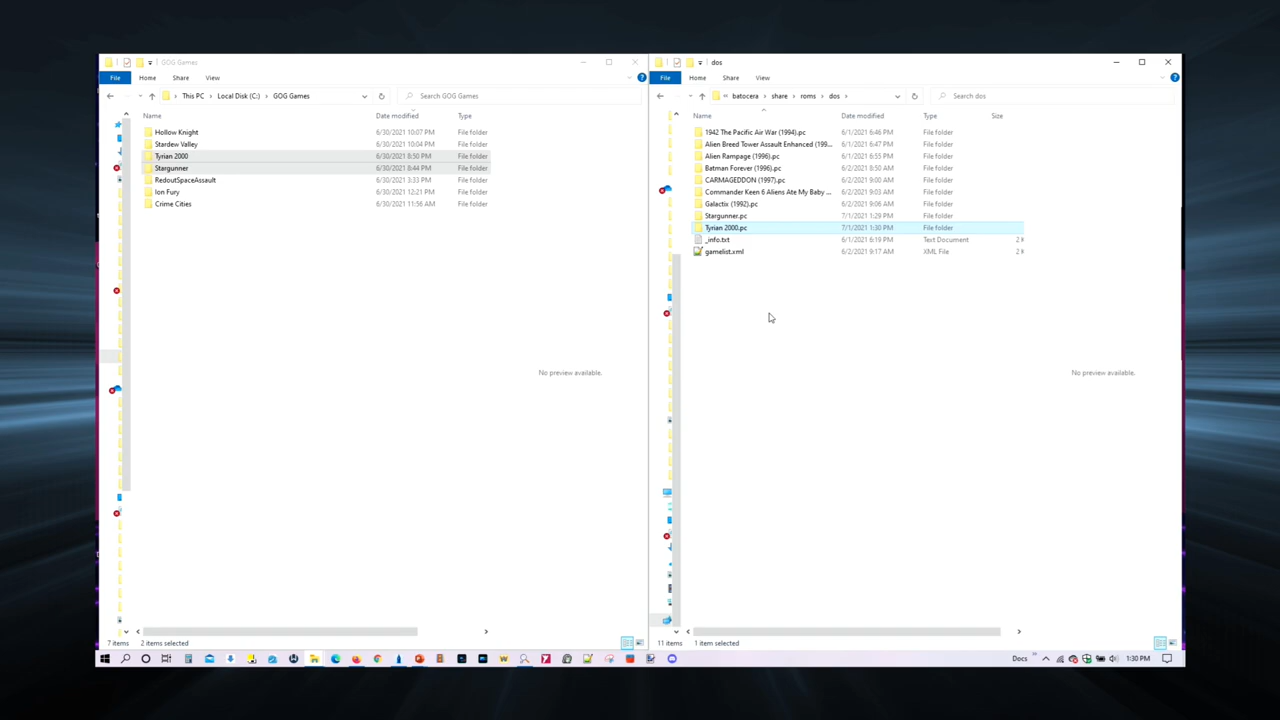 GOG Games
File Home Share View
This PC > Local Disk (C:) > GOG Games
Search GOG Games
Name Date modified Type
Hollow Knight 6/30/2021 10:07 PM File folder
Stardew Valley 6/30/2021 10:04 PM File folder
Tyrian 2000 6/30/2021 8:50 PM File folder
Stargunner 6/30/2021 8:44 PM File folder
RedoutSpaceAssault 6/30/2021 3:33 PM File folder
Ion Fury 6/30/2021 12:21 PM File folder
Crime Cities 6/30/2021 11:56 AM File folder
No preview available.
7 items 2 items selected
dos
File Home Share View
batocera > share > roms > dos >
Search dos
Name Date modified Type Size
1942 The Pacific Air War (1994).pc 6/1/2021 6:46 PM File folder
Alien Breed Tower Assault Enhanced (199... 6/1/2021 6:47 PM File folder
Alien Rampage (1996).pc 6/1/2021 6:55 PM File folder
Batman Forever (1996).pc 6/2/2021 8:50 AM File folder
CARMAGEDDON (1997).pc 6/2/2021 9:00 AM File folder
Commander Keen 6 Aliens Ate My Baby ... 6/2/2021 9:03 AM File folder
Galactix (1992).pc 6/2/2021 9:06 AM File folder
Stargunner.pc 7/1/2021 1:29 PM File folder
Tyrian 2000.pc 7/1/2021 1:30 PM File folder
_info.txt 6/1/2021 6:19 PM Text Document 2
gamelist.xml 6/2/2021 9:17 AM XML File 2
No preview available.
11 items 1 item selected
Docs 1:30 PM